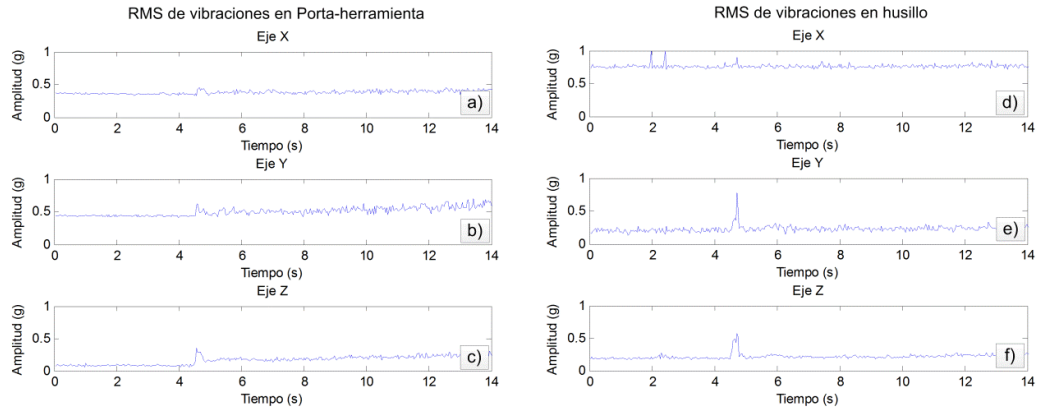 RMS de vibraciones en Porta-herramienta
Eje X
Amplitud (g)
1
0.5
0
a)
0 2 4 6 8 10 12 14
Tiempo (s)
Eje Y
Amplitud (g)
1
0.5
0
b)
0 2 4 6 8 10 12 14
Tiempo (s)
Eje Z
Amplitud (g)
1
0.5
0
c)
0 2 4 6 8 10 12 14
Tiempo (s)
RMS de vibraciones en husillo
Eje X
Amplitud (g)
1
0.5
0
d)
0 2 4 6 8 10 12 14
Tiempo (s)
Eje Y
Amplitud (g)
1
0.5
0
e)
0 2 4 6 8 10 12 14
Tiempo (s)
Eje Z
Amplitud (g)
1
0.5
0
f)
0 2 4 6 8 10 12 14
Tiempo (s)